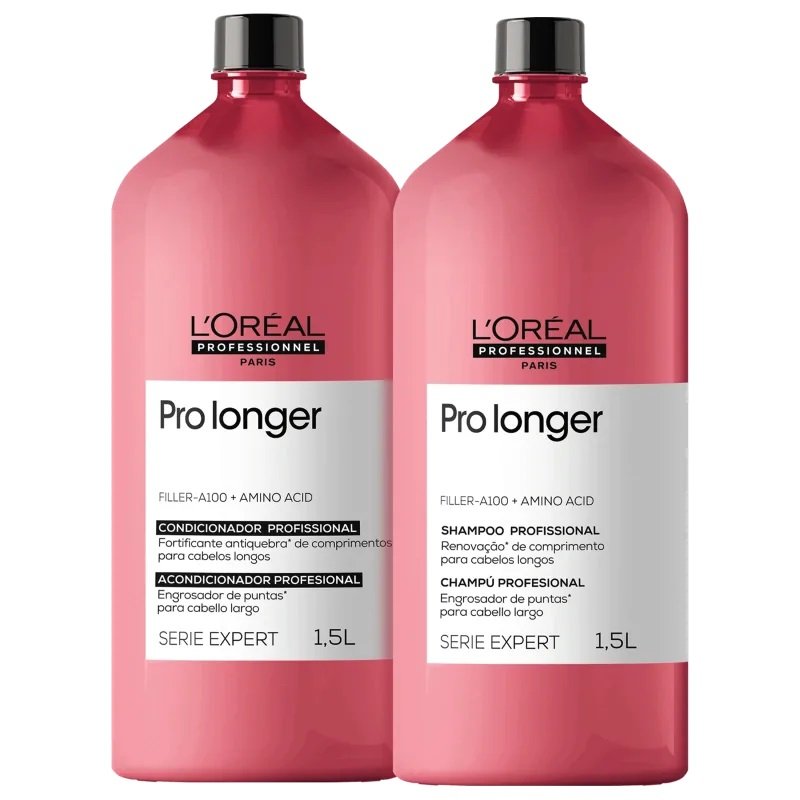 L'ORÉAL
PROFESSIONNEL
PARIS
Pro longer
FILLER-A100 + AMINO ACID
CONDICIONADOR PROFISSIONAL
Fortificante antiquebra* de comprimentos
para cabelos longos
ACONDICIONADOR PROFESIONAL
Engrosador de puntas*
para cabello largo
SERIE EXPERT 1,5L
L'ORÉAL
PROFESSIONNEL
PARIS
Pro longer
FILLER-A100 + AMINO ACID
SHAMPOO PROFISSIONAL
Renovação* de comprimento
para cabelos longos
CHAMPÚ PROFESIONAL
Engrosador de puntas*
para cabello largo
SERIE EXPERT 1,5L